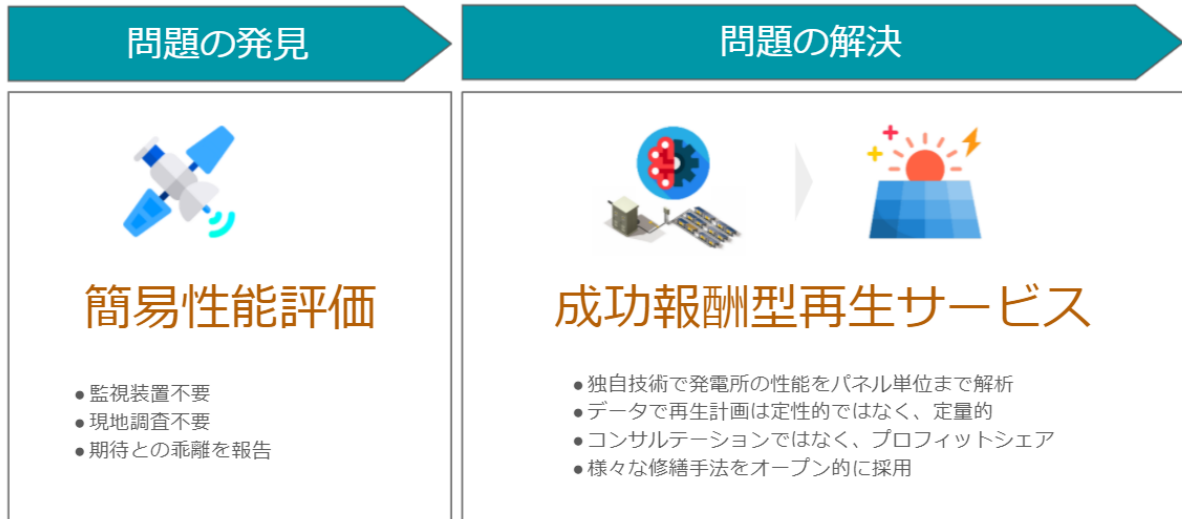 問題の発見
問題の解決
簡易性能評価
●監視装置不要
●現地調査不要
●期待との乖離を報告
成功報酬型再生サービス
●独自技術で発電所の性能をパネル単位まで解析
●データで再生計画は定性的ではなく、定量的
●コンサルテーションではなく、プロフィットシェア
●様々な修繕手法をオープン的に採用